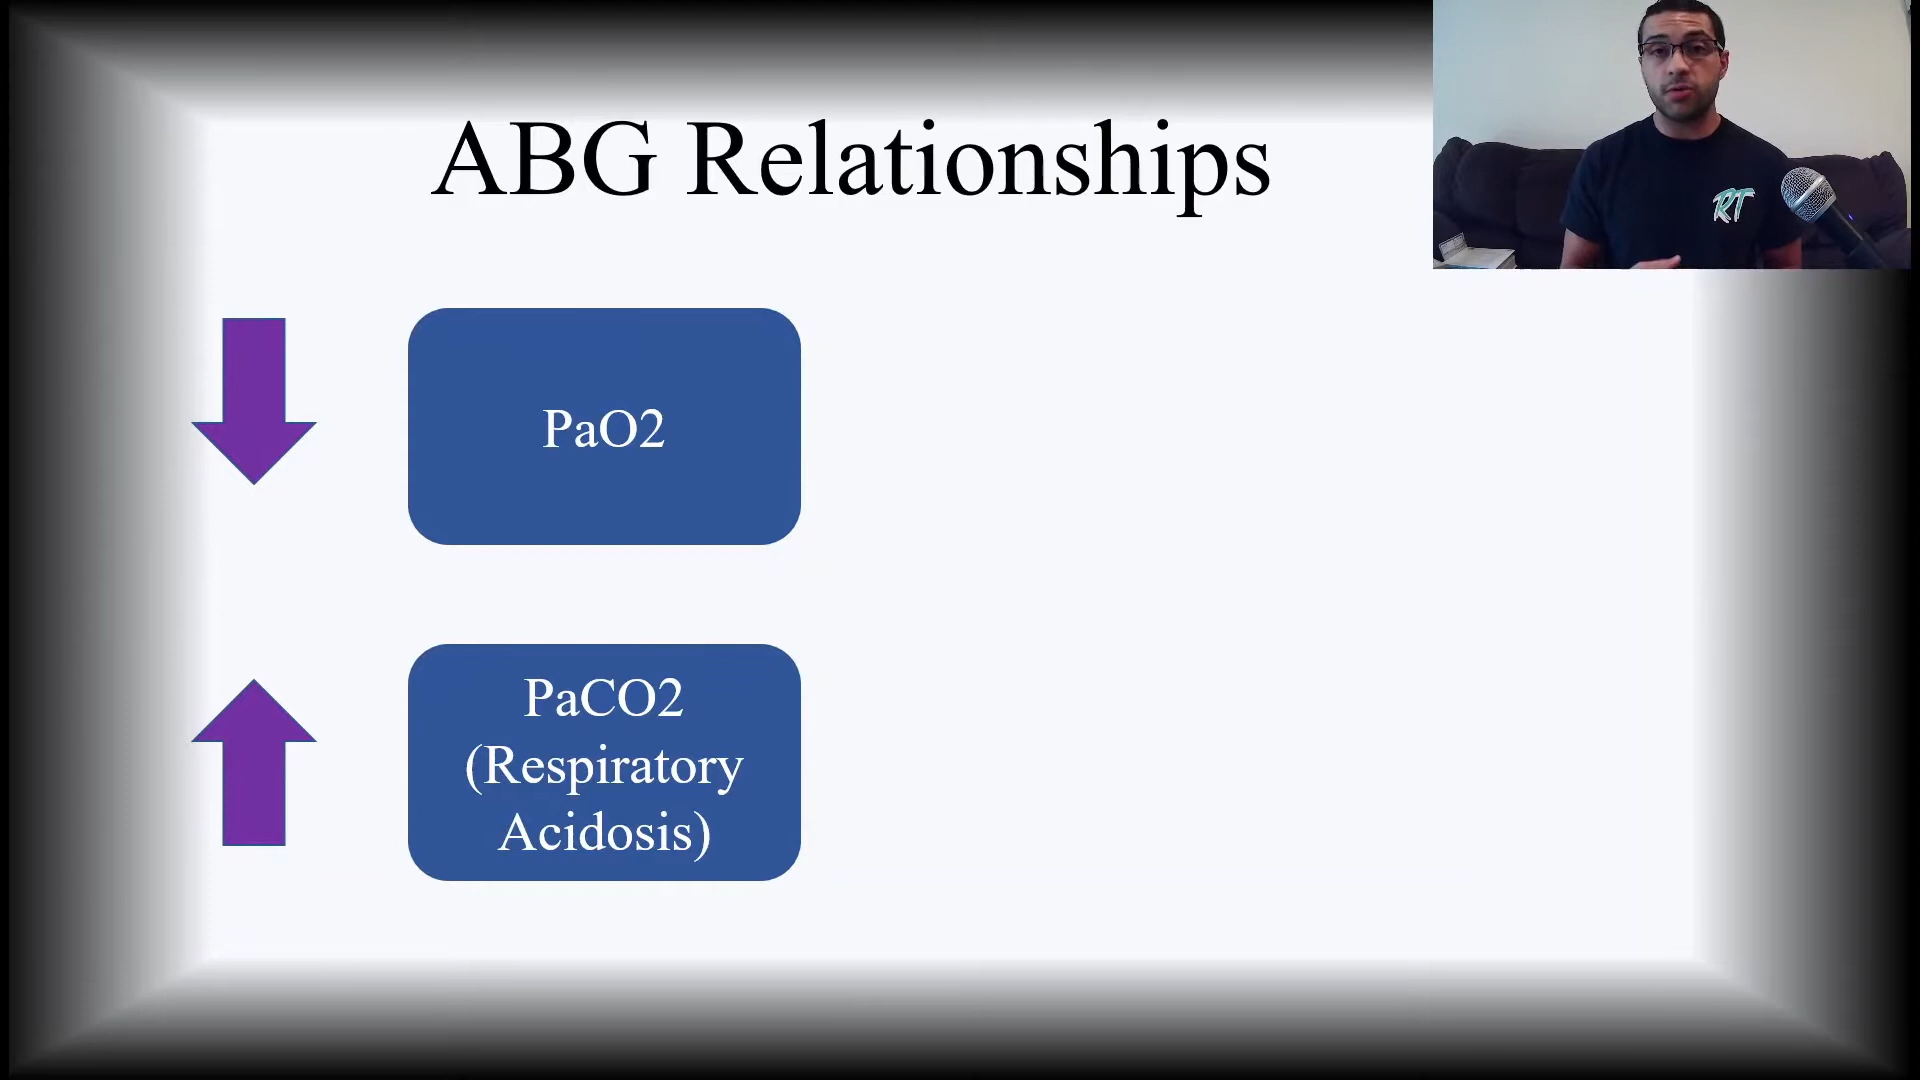 ABG Relationships
RT
PaO2
PaCO2
(Respiratory
Acidosis)